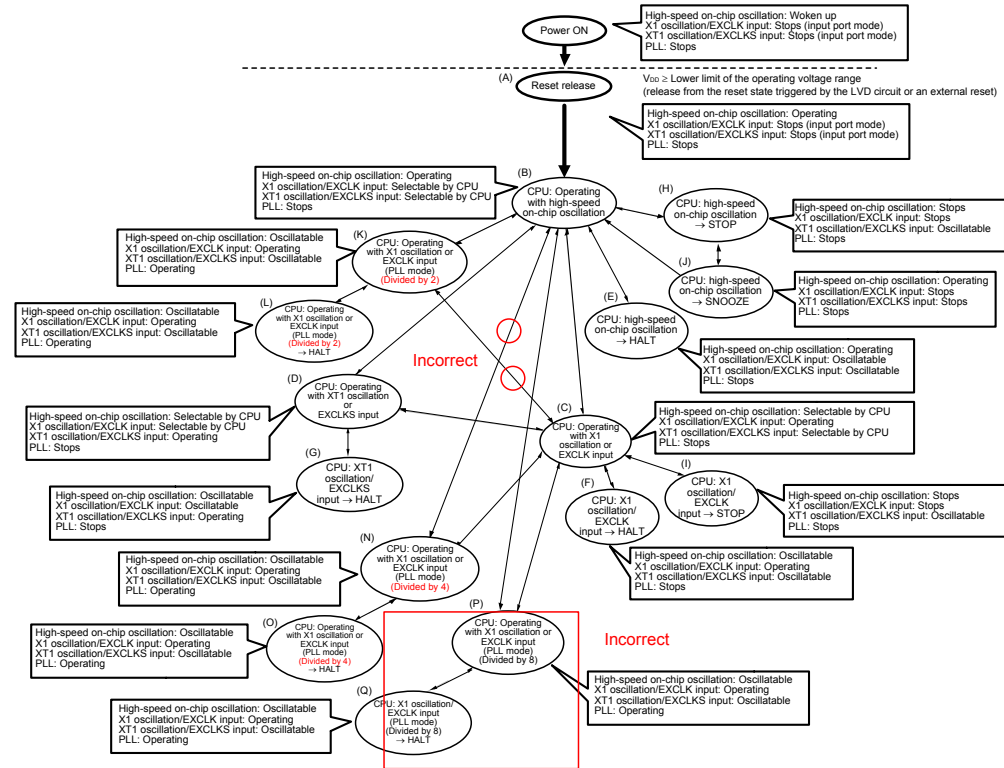 Power ON
High-speed on-chip oscillation: Woken up
X1 oscillation/EXCLK input: Stops (input port mode)
XT1 oscillation/EXCLKS input: Stops (input port mode)
PLL: Stops
(A)
Reset release
VDD ≥ Lower limit of the operating voltage range
(release from the reset state triggered by the LVD circuit or an external reset)
High-speed on-chip oscillation: Operating
X1 oscillation/EXCLK input: Stops (input port mode)
XT1 oscillation/EXCLKS input: Stops (input port mode)
PLL: Stops
(B)
CPU: Operating
with high-speed
on-chip oscillation
High-speed on-chip oscillation: Operating
X1 oscillation/EXCLK input: Selectable by CPU
XT1 oscillation/EXCLKS input: Selectable by CPU
PLL: Stops
(H)
CPU: high-speed
on-chip oscillation
→ STOP
High-speed on-chip oscillation: Stops
X1 oscillation/EXCLK input: Stops
XT1 oscillation/EXCLKS input: Oscillatable
PLL: Stops
(K)
CPU: Operating
with X1 oscillation or
EXCLK input
(PLL mode)
(Divided by 2)
High-speed on-chip oscillation: Oscillatable
X1 oscillation/EXCLK input: Operating
XT1 oscillation/EXCLKS input: Oscillatable
PLL: Operating
(J)
CPU: high-speed
on-chip oscillation
→ SNOOZE
High-speed on-chip oscillation: Operating
X1 oscillation/EXCLK input: Stops
XT1 oscillation/EXCLKS input: Stops
PLL: Stops
(L)
CPU: Operating
with X1 oscillation or
EXCLK input
(PLL mode)
(Divided by 2)
→ HALT
High-speed on-chip oscillation: Oscillatable
X1 oscillation/EXCLK input: Operating
XT1 oscillation/EXCLKS input: Oscillatable
PLL: Operating
(E)
CPU: high-speed
on-chip oscillation
→ HALT
High-speed on-chip oscillation: Operating
X1 oscillation/EXCLK input: Oscillatable
XT1 oscillation/EXCLKS input: Oscillatable
PLL: Stops
Incorrect
(D)
CPU: Operating
with XT1 oscillation
or
EXCLKS input
High-speed on-chip oscillation: Selectable by CPU
X1 oscillation/EXCLK input: Selectable by CPU
XT1 oscillation/EXCLKS input: Operating
PLL: Stops
(C)
CPU: Operating
with X1
oscillation or
EXCLK input
High-speed on-chip oscillation: Selectable by CPU
X1 oscillation/EXCLK input: Operating
XT1 oscillation/EXCLKS input: Selectable by CPU
PLL: Stops
(G)
CPU: XT1
oscillation/
EXCLKS
input → HALT
High-speed on-chip oscillation: Oscillatable
X1 oscillation/EXCLK input: Oscillatable
XT1 oscillation/EXCLKS input: Operating
PLL: Stops
(F)
CPU: X1
oscillation/
EXCLK
input → HALT
High-speed on-chip oscillation: Oscillatable
X1 oscillation/EXCLK input: Operating
XT1 oscillation/EXCLKS input: Oscillatable
PLL: Stops
(I)
CPU: X1
oscillation/
EXCLK
input → STOP
High-speed on-chip oscillation: Stops
X1 oscillation/EXCLK input: Stops
XT1 oscillation/EXCLKS input: Oscillatable
PLL: Stops
(N)
CPU: Operating
with X1 oscillation or
EXCLK input
(PLL mode)
(Divided by 4)
High-speed on-chip oscillation: Oscillatable
X1 oscillation/EXCLK input: Operating
XT1 oscillation/EXCLKS input: Oscillatable
PLL: Operating
(O)
CPU: Operating
with X1 oscillation or
EXCLK input
(PLL mode)
(Divided by 4)
→ HALT
High-speed on-chip oscillation: Oscillatable
X1 oscillation/EXCLK input: Operating
XT1 oscillation/EXCLKS input: Oscillatable
PLL: Operating
(P)
CPU: Operating
with X1 oscillation or
EXCLK input
(PLL mode)
(Divided by 8)
Incorrect
High-speed on-chip oscillation: Oscillatable
X1 oscillation/EXCLK input: Operating
XT1 oscillation/EXCLKS input: Oscillatable
PLL: Operating
(Q)
CPU: X1 oscillation/
EXCLK input
(PLL mode)
(Divided by 8)
→ HALT
High-speed on-chip oscillation: Oscillatable
X1 oscillation/EXCLK input: Operating
XT1 oscillation/EXCLKS input: Oscillatable
PLL: Operating